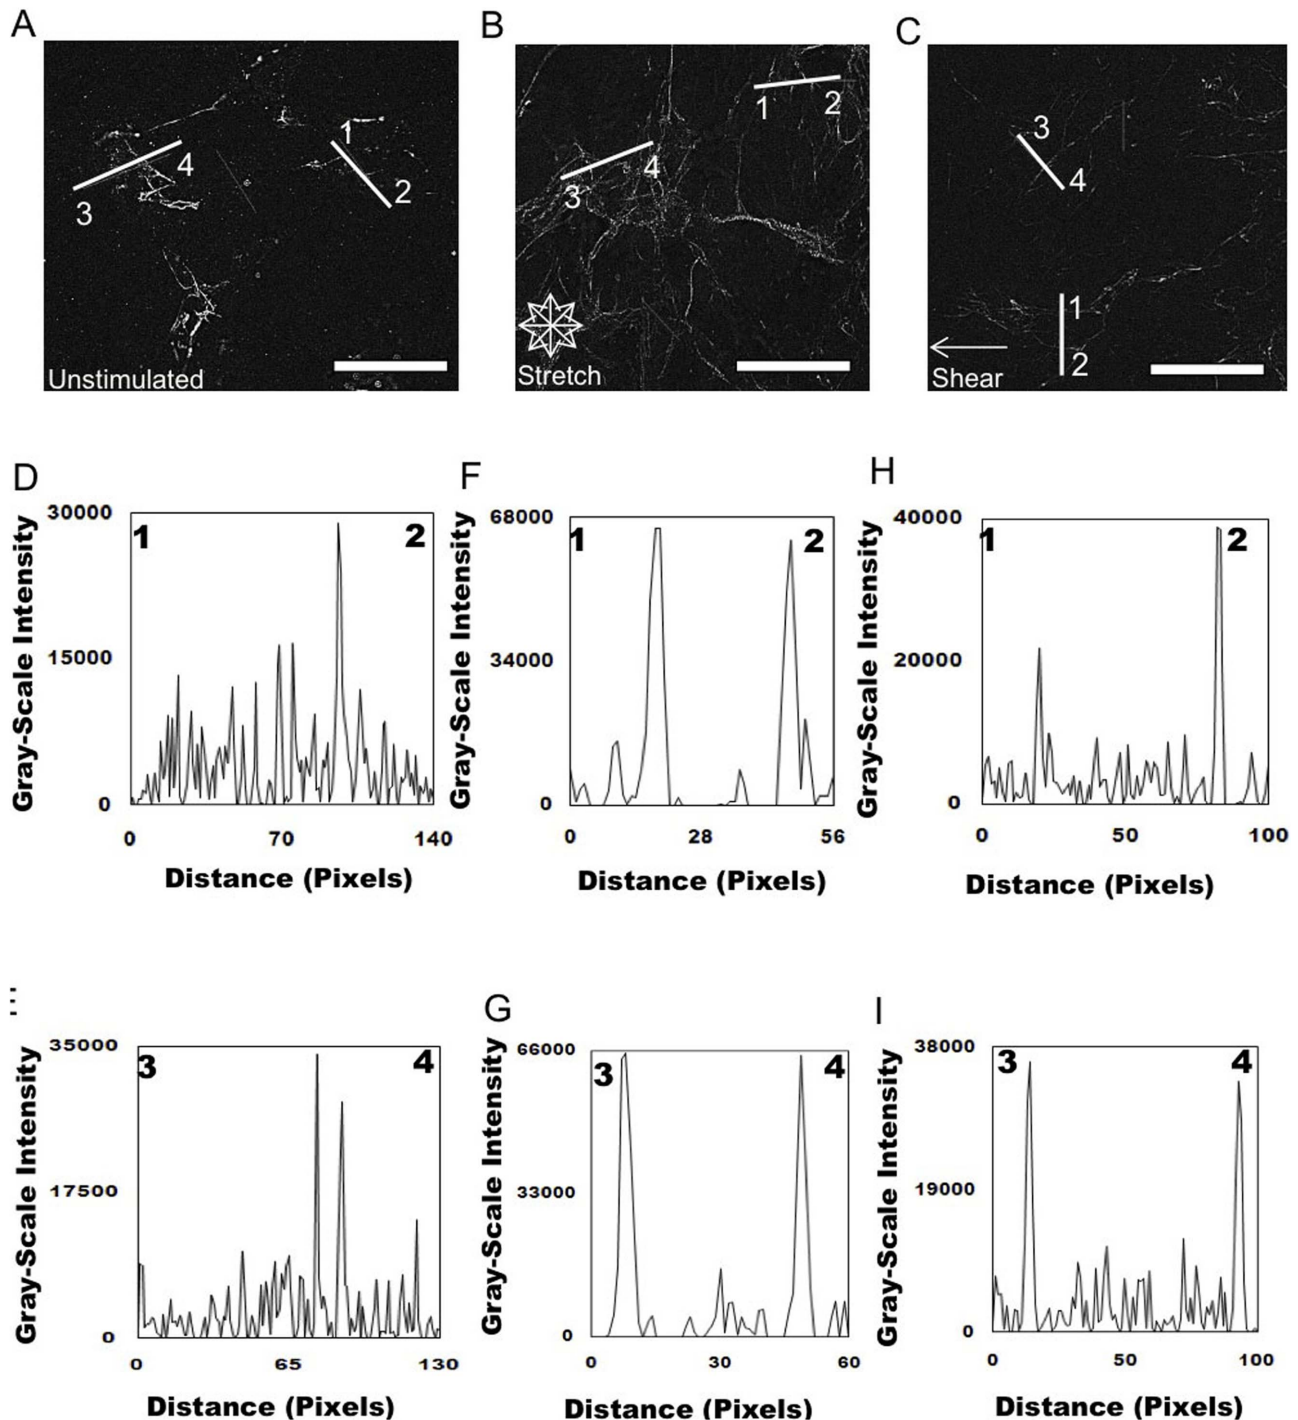 A
B
C
1
2
3
4
Unstimulated
1
2
3
4
Stretch
3
4
1
2
Shear
D
F
H
30000
15000
0
1
2
0
70
140
Gray-Scale Intensity
Distance (Pixels)
68000
34000
0
1
2
0
28
56
Gray-Scale Intensity
Distance (Pixels)
40000
20000
0
1
2
0
50
100
Gray-Scale Intensity
Distance (Pixels)
G
I
35000
17500
0
3
4
0
65
130
Gray-Scale Intensity
Distance (Pixels)
66000
33000
0
3
4
0
30
60
Gray-Scale Intensity
Distance (Pixels)
38000
19000
0
3
4
0
50
100
Gray-Scale Intensity
Distance (Pixels)